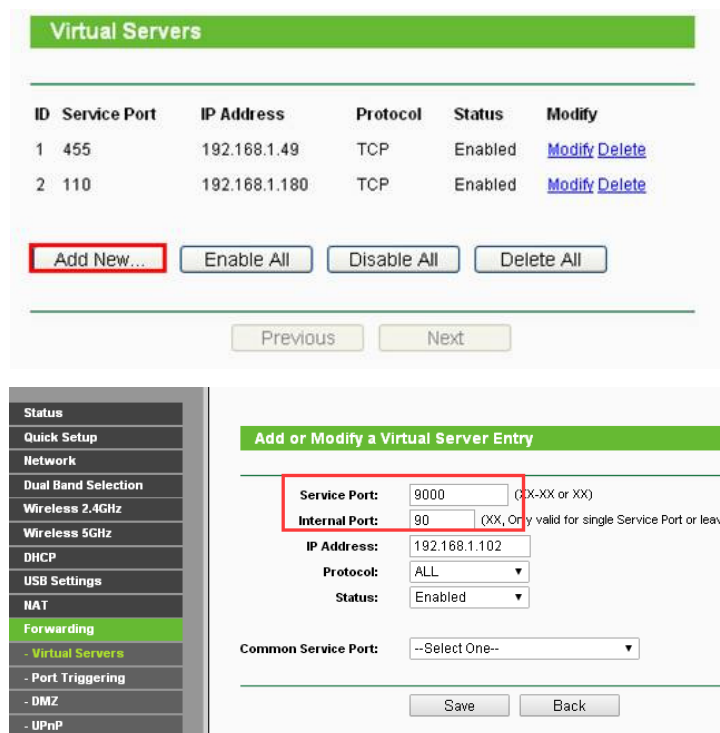 Virtual Servers
ID Service Port IP Address Protocol Status Modify
1 455 192.168.1.49 TCP Enabled Modify Delete
2 110 192.168.1.180 TCP Enabled Modify Delete
Add New... Enable All Disable All Delete All
Previous Next
Status
Quick Setup
Network
Dual Band Selection
Wireless 2.4GHz
Wireless 5GHz
DHCP
USB Settings
NAT
Forwarding
- Virtual Servers
- Port Triggering
- DMZ
- UPnP
Add or Modify a Virtual Server Entry
Service Port: 9000 (XX-XX or XX)
Internal Port: 90 (XX, Only valid for single Service Port or leav
IP Address: 192.168.1.102
Protocol: ALL
Status: Enabled
Common Service Port: --Select One--
Save Back